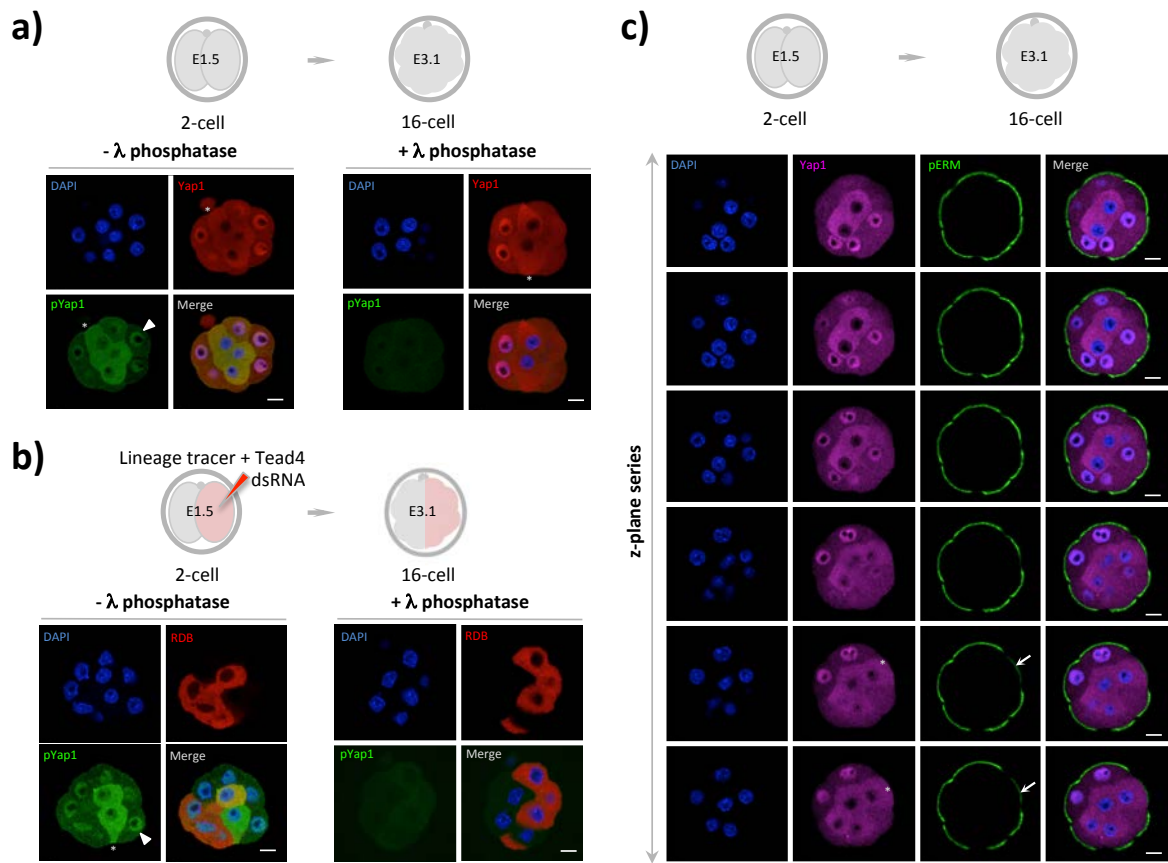 a)
E1.5
E3.1
2-cell
16-cell
- λ phosphatase
+ λ phosphatase
DAPI
Yap1
DAPI
Yap1
*
*
pYap1
Merge
pYap1
Merge
*
b)
Lineage tracer + Tead4
dsRNA
E1.5
E3.1
2-cell
16-cell
- λ phosphatase
+ λ phosphatase
DAPI
RDB
DAPI
RDB
pYap1
Merge
pYap1
Merge
*
c)
E1.5
E3.1
2-cell
16-cell
z-plane series
DAPI
Yap1
pERM
Merge
*
*